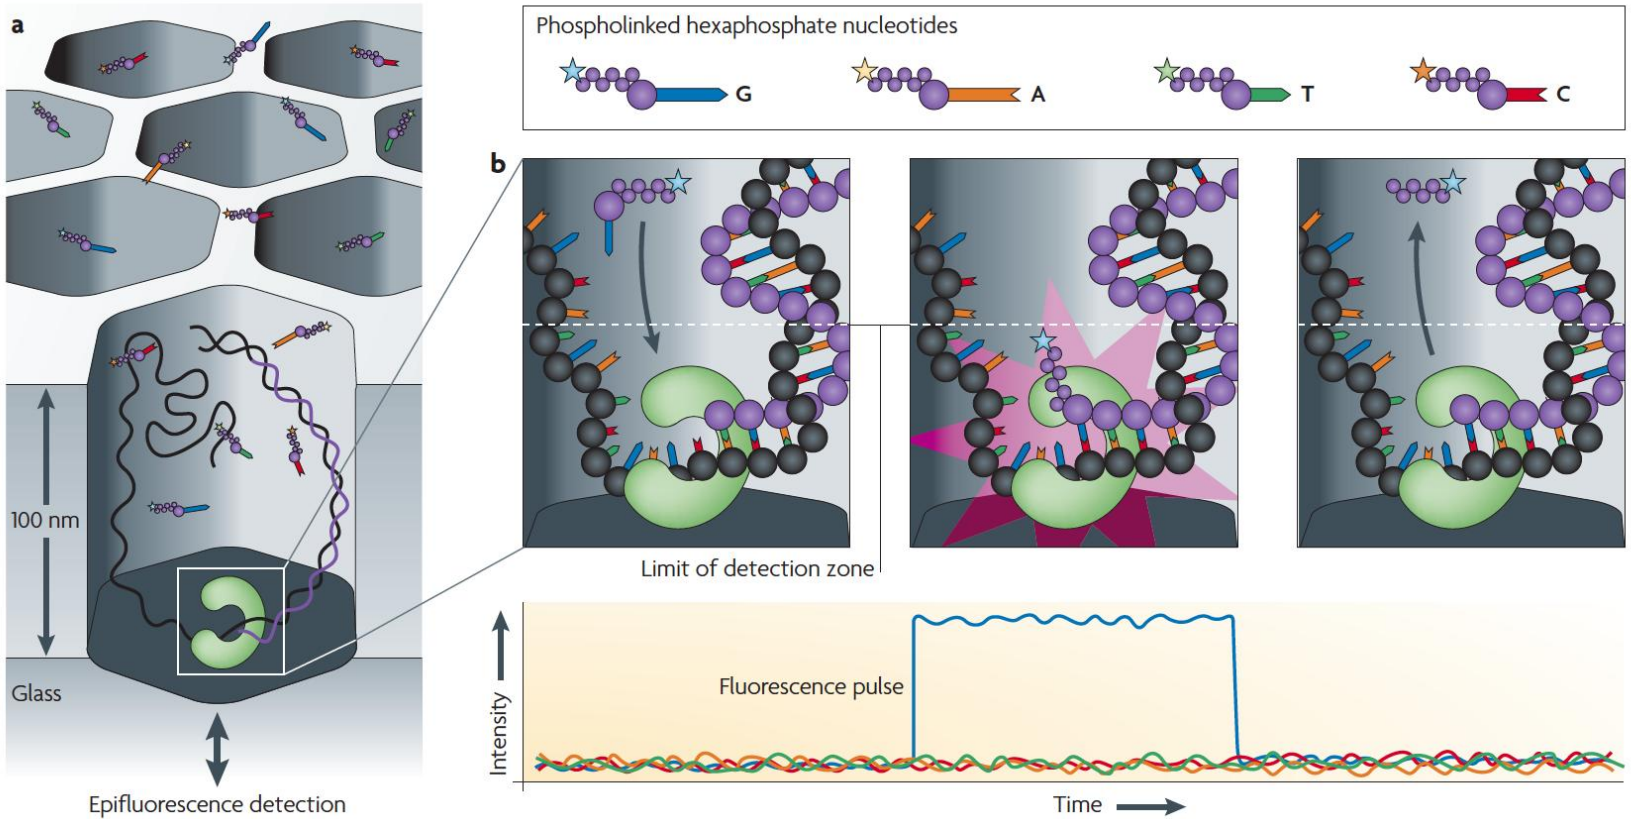 a
Phospholinked hexaphosphate nucleotides
G
A
T
C
b
100 nm
Glass
Epifluorescence detection
Limit of detection zone
Intensity
Fluorescence pulse
Time